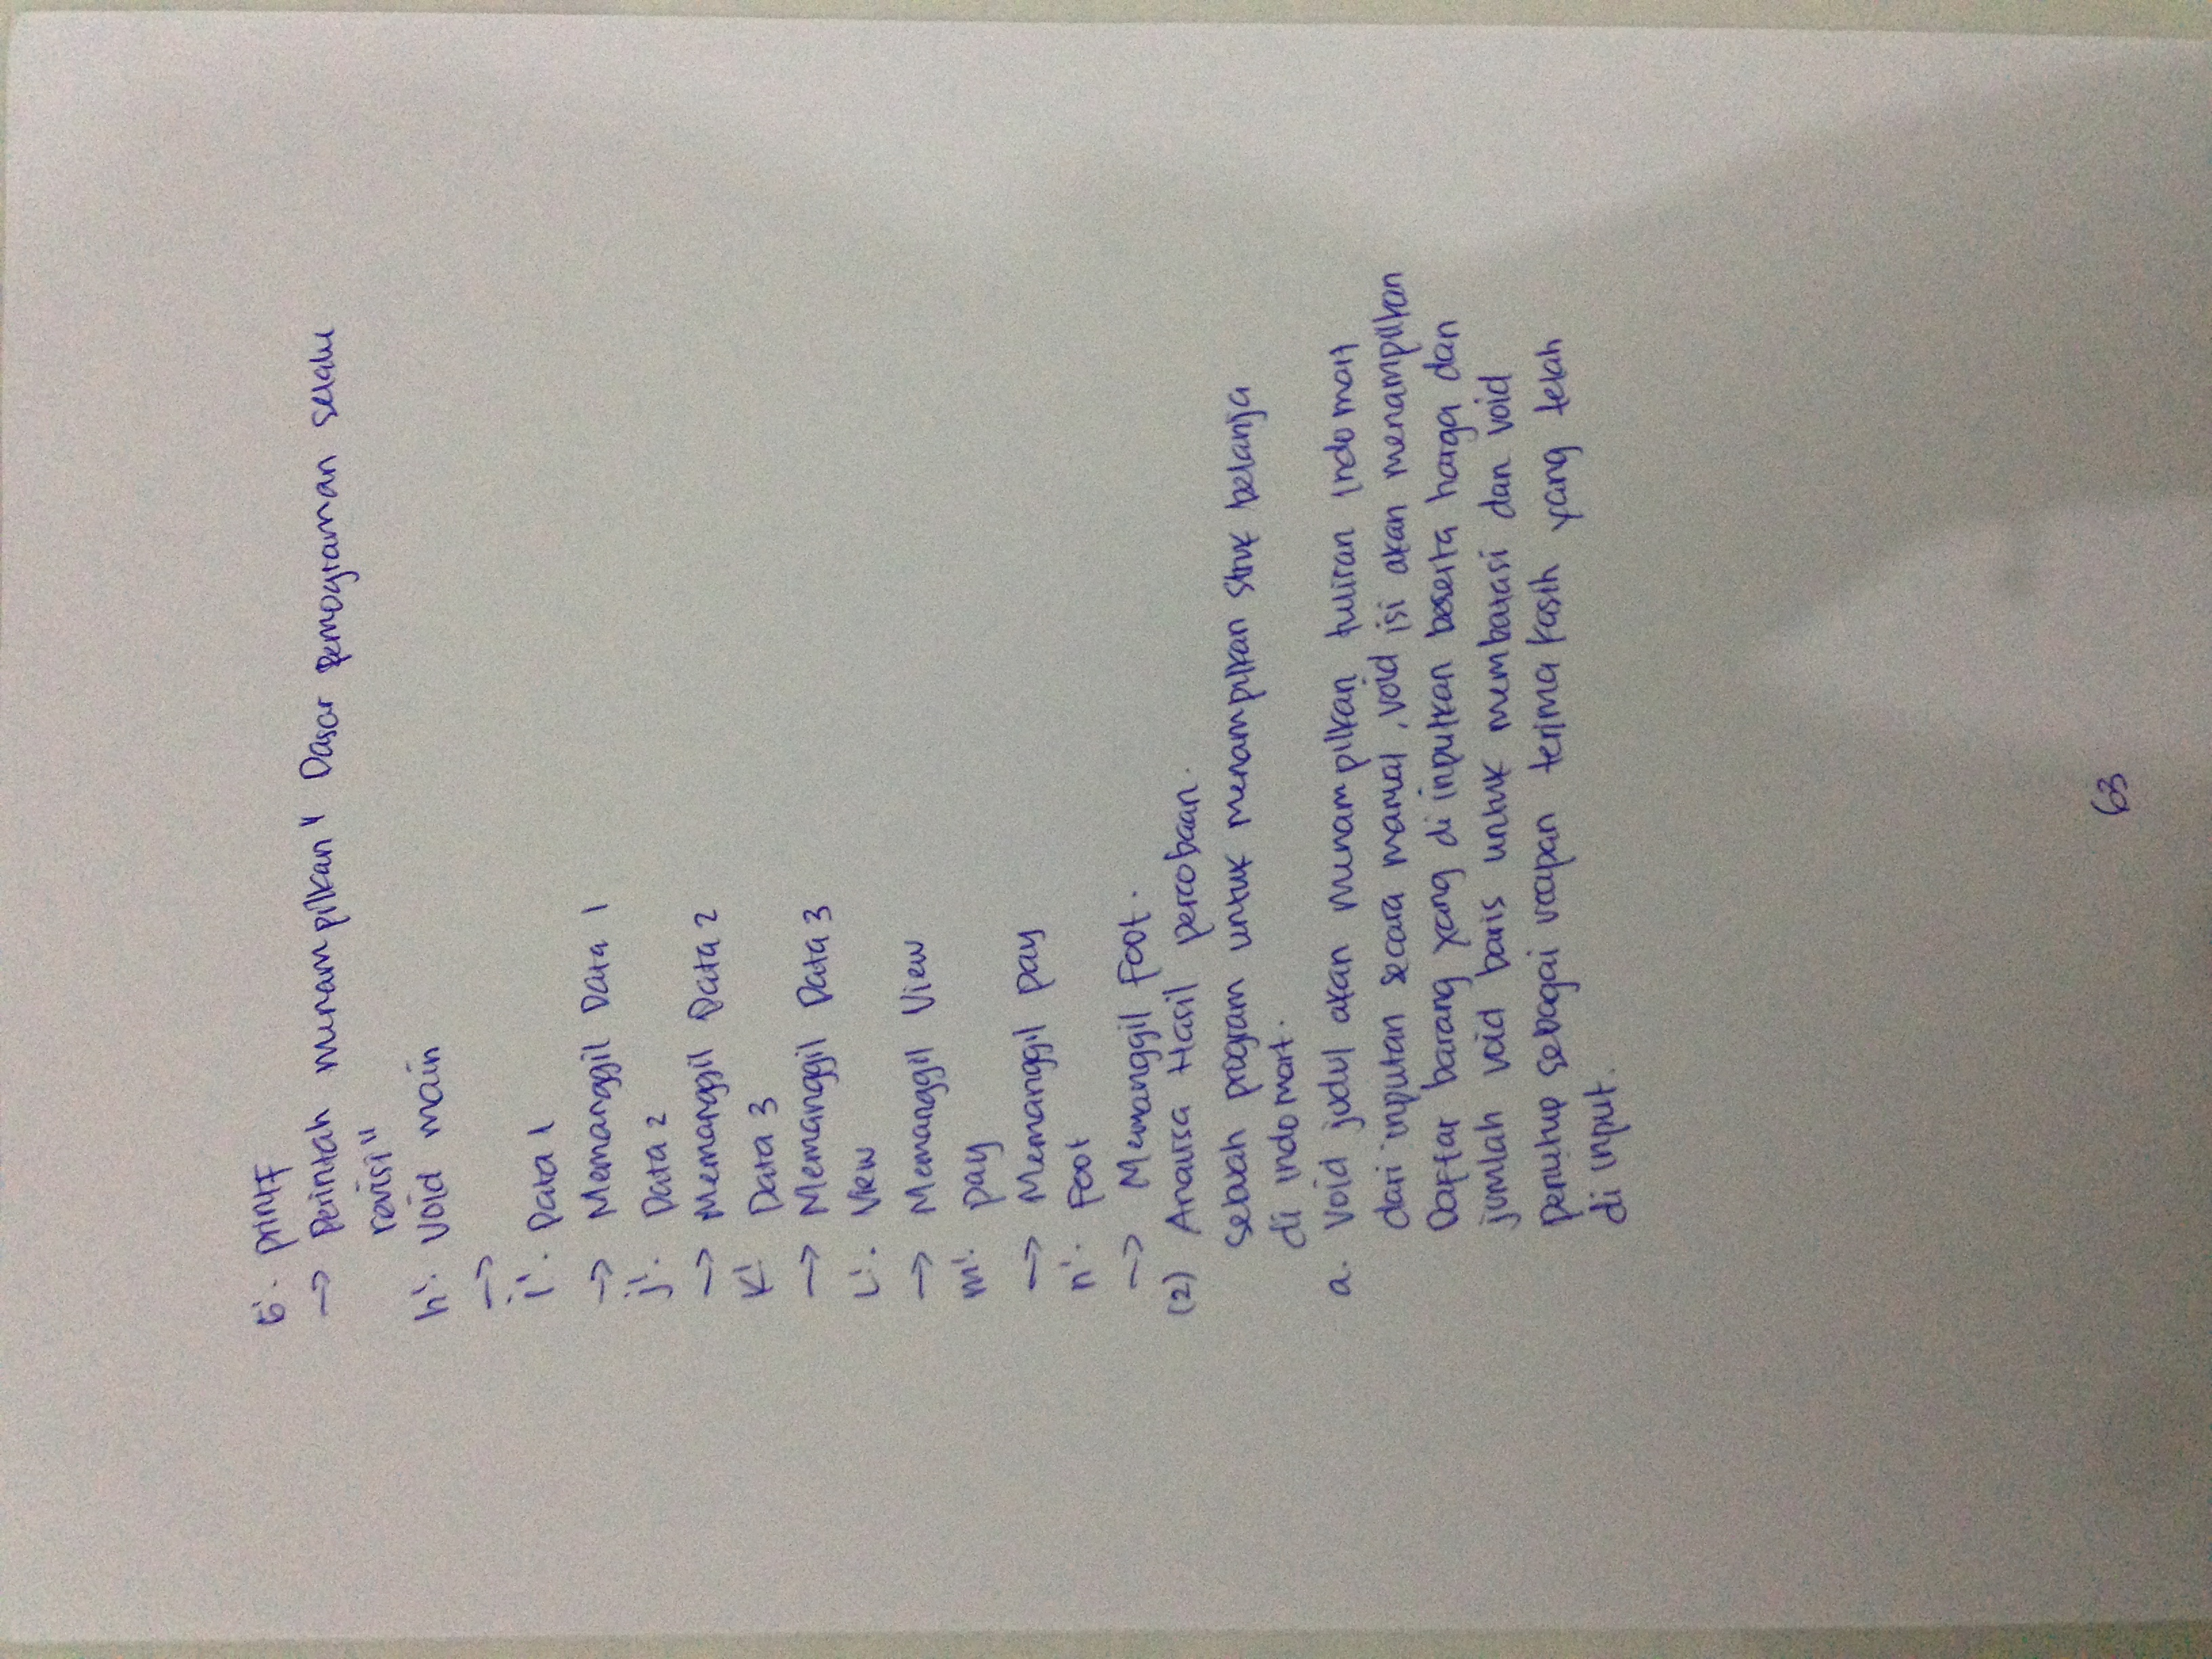 G'. printf
→ Perintah menampilkan " Dasar pemograman selalu
revisi"
h'. Void main
→
i'. Data 1
→ Memanggil Data 1
j'. Data 2
→ Memanggil Data 2
K'. Data 3
→ Memanggil Data 3
L'. View
→ Memanggil View
m'. pay
→ Memanggil pay
n'. Foot
→ Memanggil Foot.
(2) Analisa Hasil percobaan.
sebuah program untuk menampilkan struk belanja
di indomart.
a. Void judul akan menampilkan tulisan indomart
dari inputan secara manual, void isi akan menampilkan
Daftar barang yang di inputkan beserta harga dan
jumlah void baris untuk membatasi dan void
penutup sebagai ucapan terima kasih yang telah
di input.
63